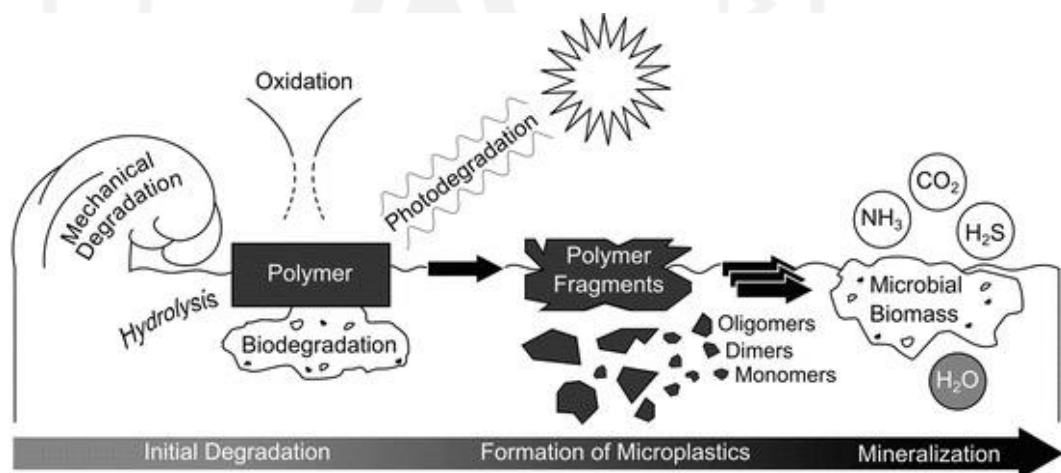 Oxidation
Mechanical
Degradation
Photodegradation
Hydrolysis
Polymer
Biodegradation
Polymer
Fragments
Oligomers
Dimers
Monomers
CO₂
NH₃
H₂S
Microbial
Biomass
H₂O
Initial Degradation
Formation of Microplastics
Mineralization